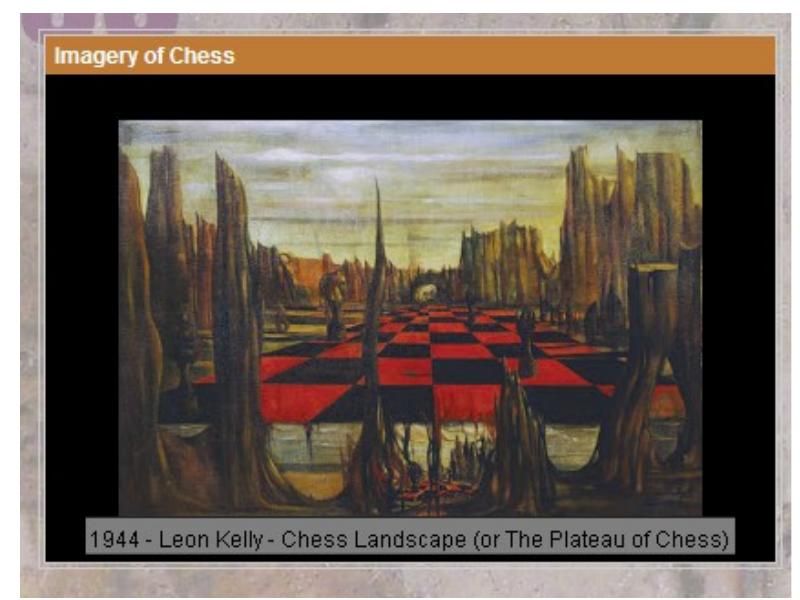 Imagery of Chess
1944 - Leon Kelly - Chess Landscape (or The Plateau of Chess)